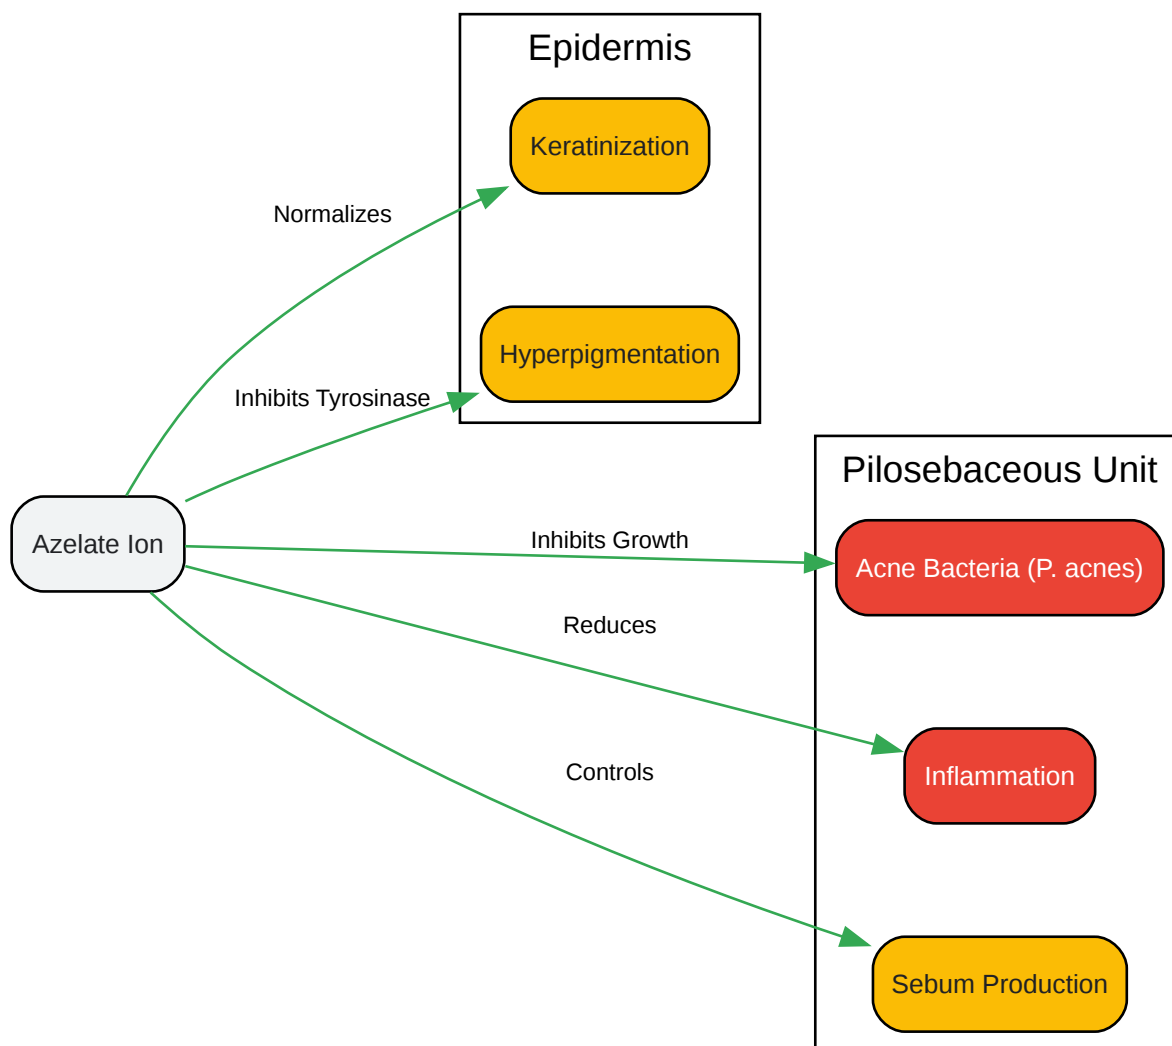 Epidermis
Keratinization
Normalizes
Hyperpigmentation
Inhibits Tyrosinase
Pilosebaceous Unit
Azelate Ion
Inhibits Growth
Acne Bacteria (P. acnes)
Reduces
Inflammation
Controls
Sebum Production